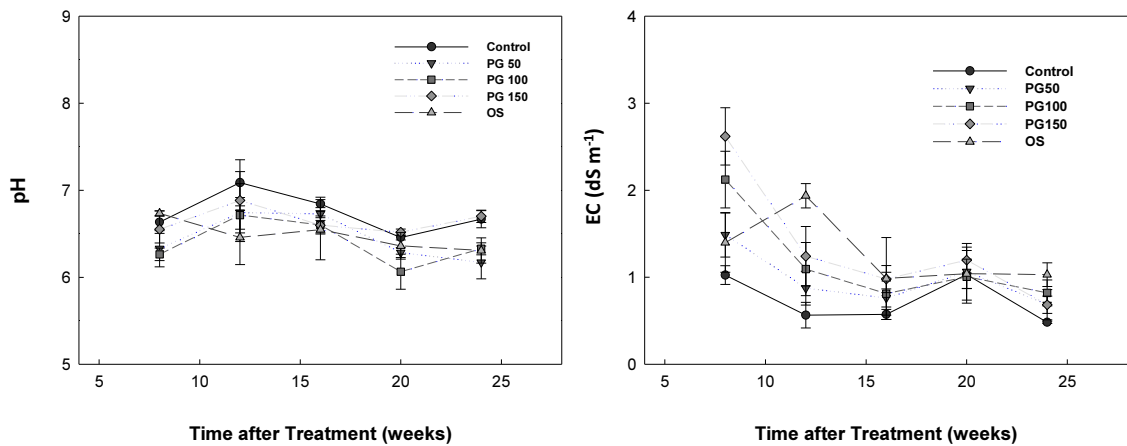 9
8
7
6
5
pH
5
10
15
20
25
Time after Treatment (weeks)
Control
PG 50
PG 100
PG 150
OS
4
3
2
1
0
EC (dS m⁻¹)
5
10
15
20
25
Time after Treatment (weeks)
Control
PG50
PG100
PG150
OS